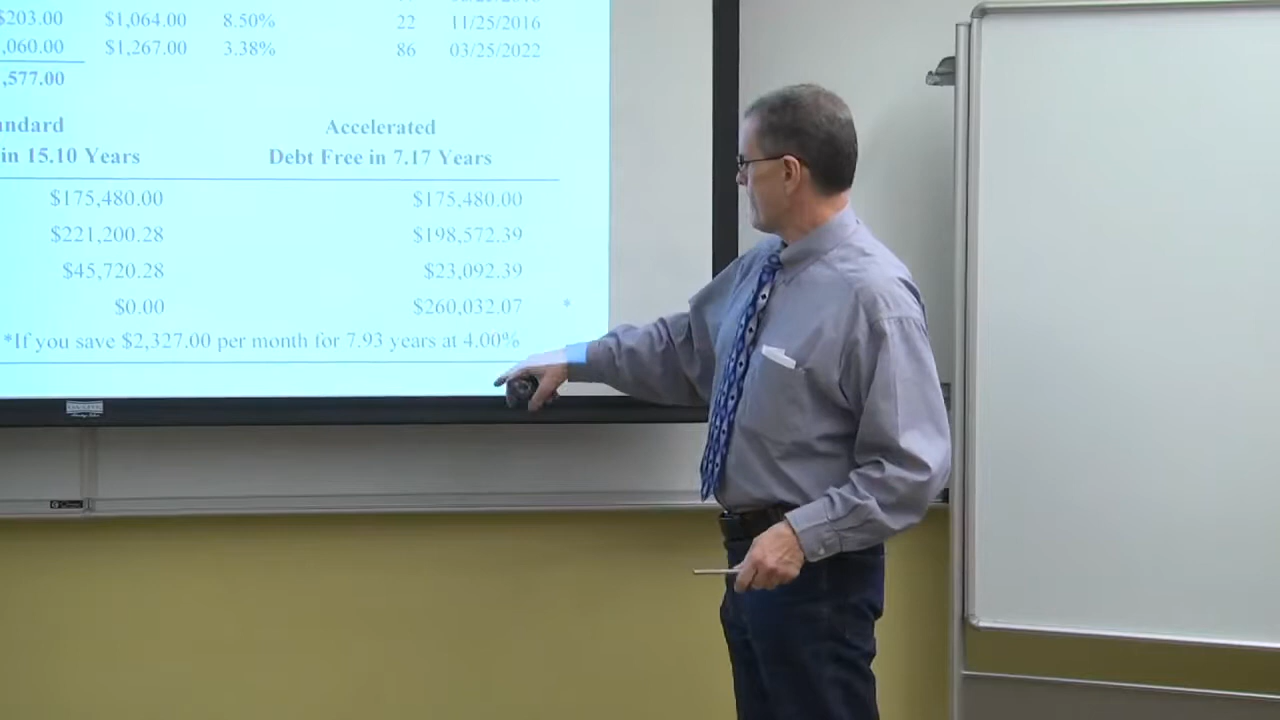 $203.00 $1,064.00 8.50% 22 11/25/2016
,060.00 $1,267.00 3.38% 86 03/25/2022
,577.00
andard Accelerated
in 15.10 Years Debt Free in 7.17 Years
$175,480.00 $175,480.00
$221,200.28 $198,572.39
$45,720.28 $23,092.39
$0.00 $260,032.07 *
*If you save $2,327.00 per month for 7.93 years at 4.00%